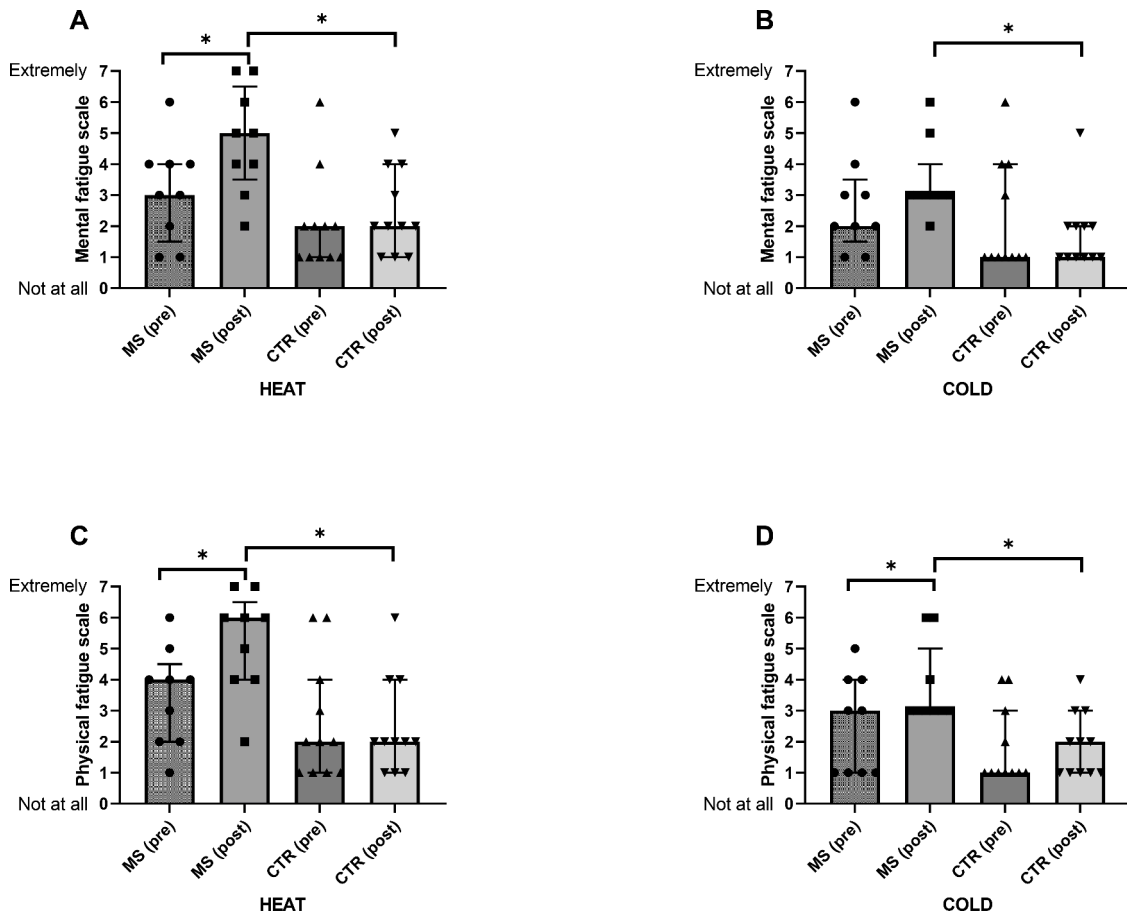 A
*
*
Extremely
7
6
5
4
3
2
1
0
Not at all
Mental fatigue scale
MS (pre)
MS (post)
CTR (pre)
CTR (post)
HEAT
B
*
Extremely
7
6
5
4
3
2
1
0
Not at all
Mental fatigue scale
MS (pre)
MS (post)
CTR (pre)
CTR (post)
COLD
C
*
*
Extremely
7
6
5
4
3
2
1
0
Not at all
Physical fatigue scale
MS (pre)
MS (post)
CTR (pre)
CTR (post)
HEAT
D
*
*
Extremely
7
6
5
4
3
2
1
0
Not at all
Physical fatigue scale
MS (pre)
MS (post)
CTR (pre)
CTR (post)
COLD